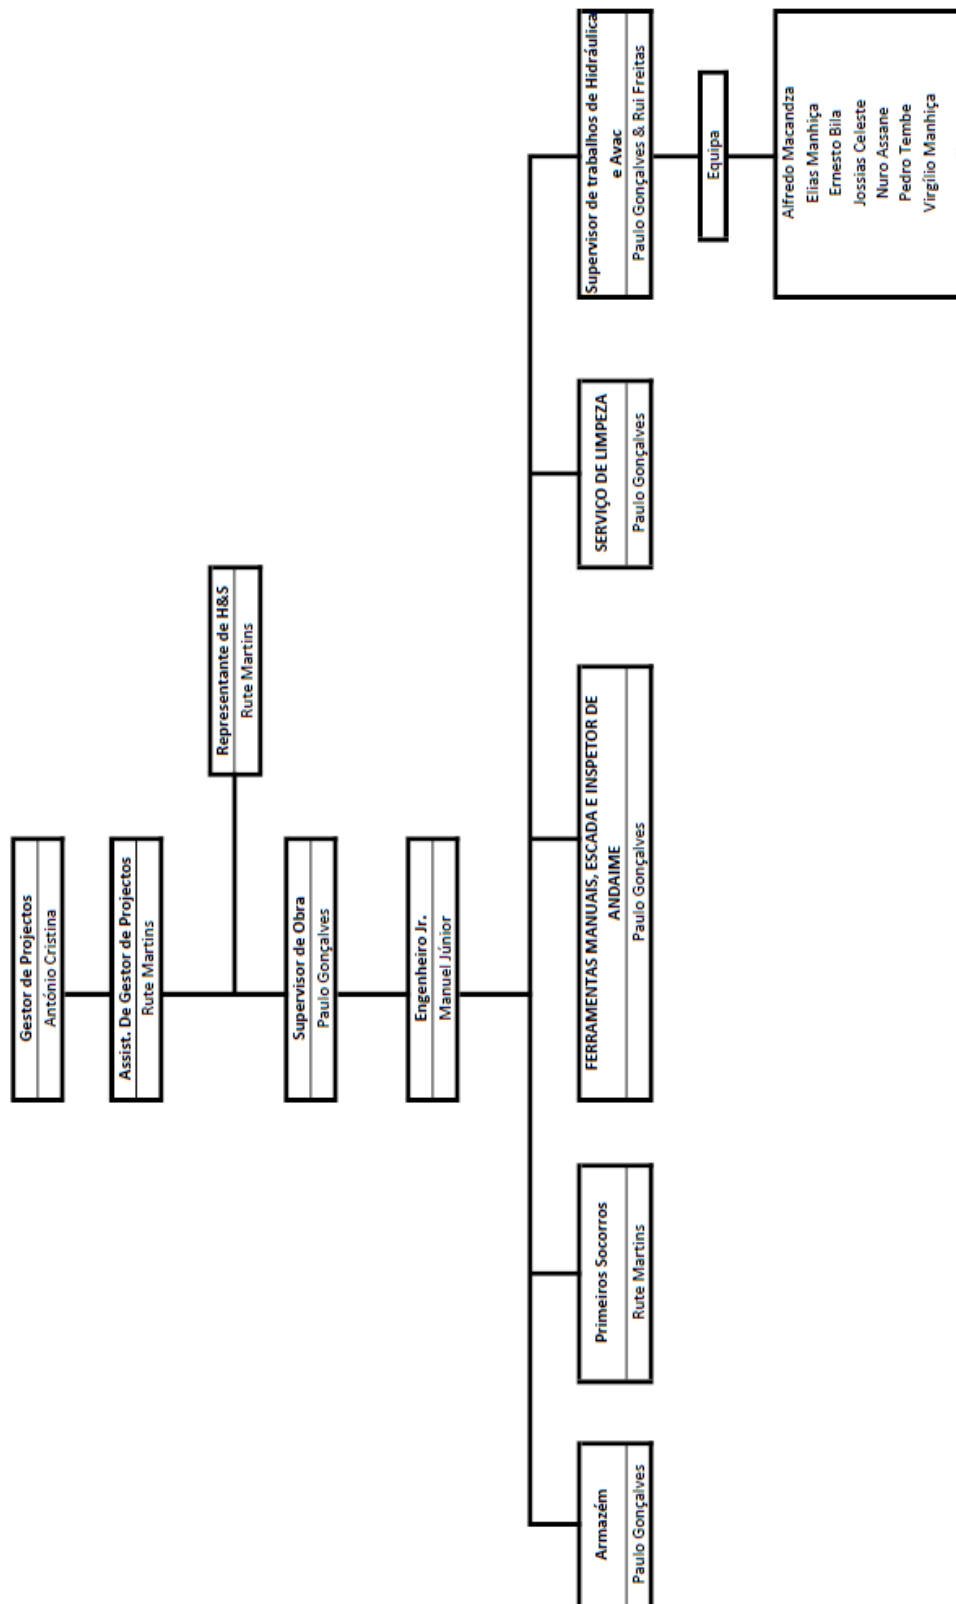 Gestor de Projectos
António Cristina
Assist. De Gestor de Projectos
Rute Martins
Representante de H&S
Rute Martins
Supervisor de Obra
Paulo Gonçalves
Engenheiro Jr.
Manuel Júnior
Armazém
Paulo Gonçalves
Primeiros Socorros
Rute Martins
FERRAMENTAS MANUAIS, ESCADA E INSPETOR DE
ANDAIME
Paulo Gonçalves
SERVIÇO DE LIMPEZA
Paulo Gonçalves
Supervisor de trabalhos de Hidráulica
e Avac
Paulo Gonçalves & Rui Freitas
Equipa
Alfredo Macandza
Elias Manhiça
Ernesto Bila
Jossias Celeste
Nuro Assane
Pedro Tembe
Virgílio Manhiça